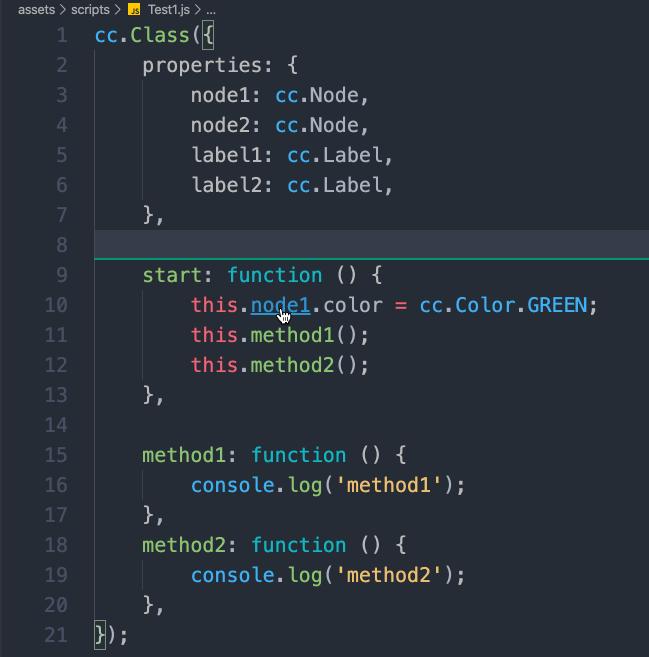 assets > scripts > JS Test1.js > ...
1 cc.Class({
2     properties: {
3         node1: cc.Node,
4         node2: cc.Node,
5         label1: cc.Label,
6         label2: cc.Label,
7     },
8
9     start: function () {
10         this.node1.color = cc.Color.GREEN;
11         this.method1();
12         this.method2();
13     },
14
15     method1: function () {
16         console.log('method1');
17     },
18     method2: function () {
19         console.log('method2');
20     },
21 });